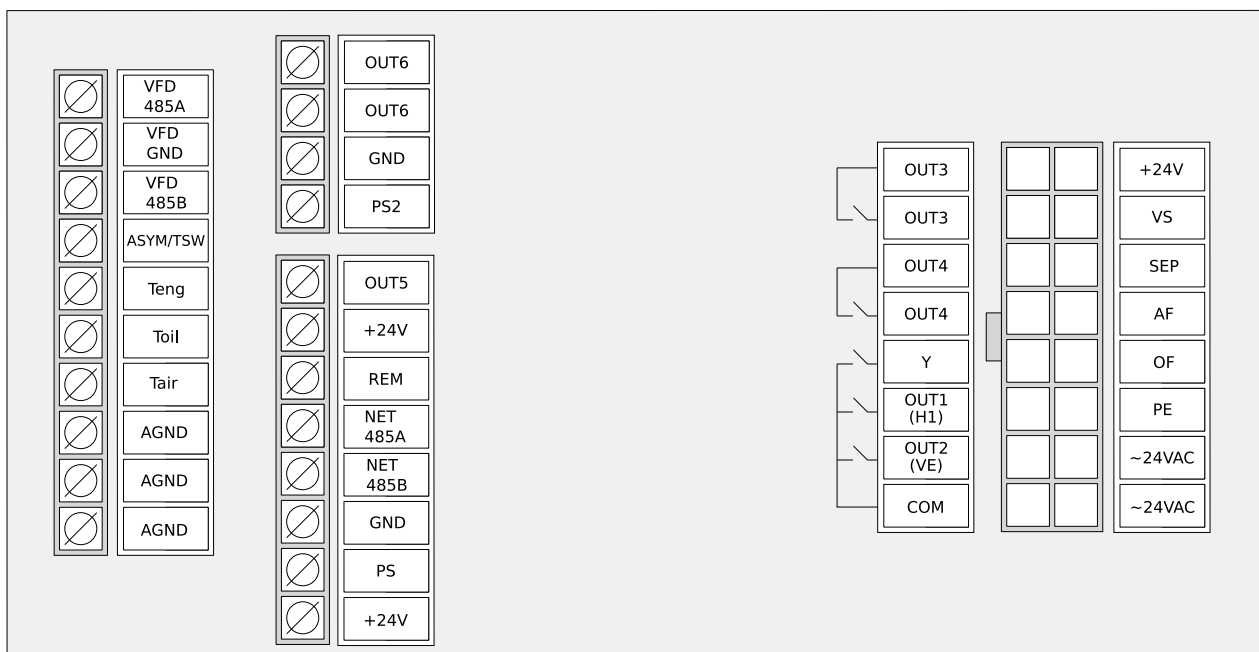 VFD
485A
VFD
GND
VFD
485B
ASYM/TSW
Teng
Toil
Tair
AGND
AGND
AGND
OUT6
OUT6
GND
PS2
OUT5
+24V
REM
NET
485A
NET
485B
GND
PS
+24V
OUT3
OUT3
OUT4
OUT4
Y
OUT1
(H1)
OUT2
(VE)
COM
+24V
VS
SEP
AF
OF
PE
~24VAC
~24VAC